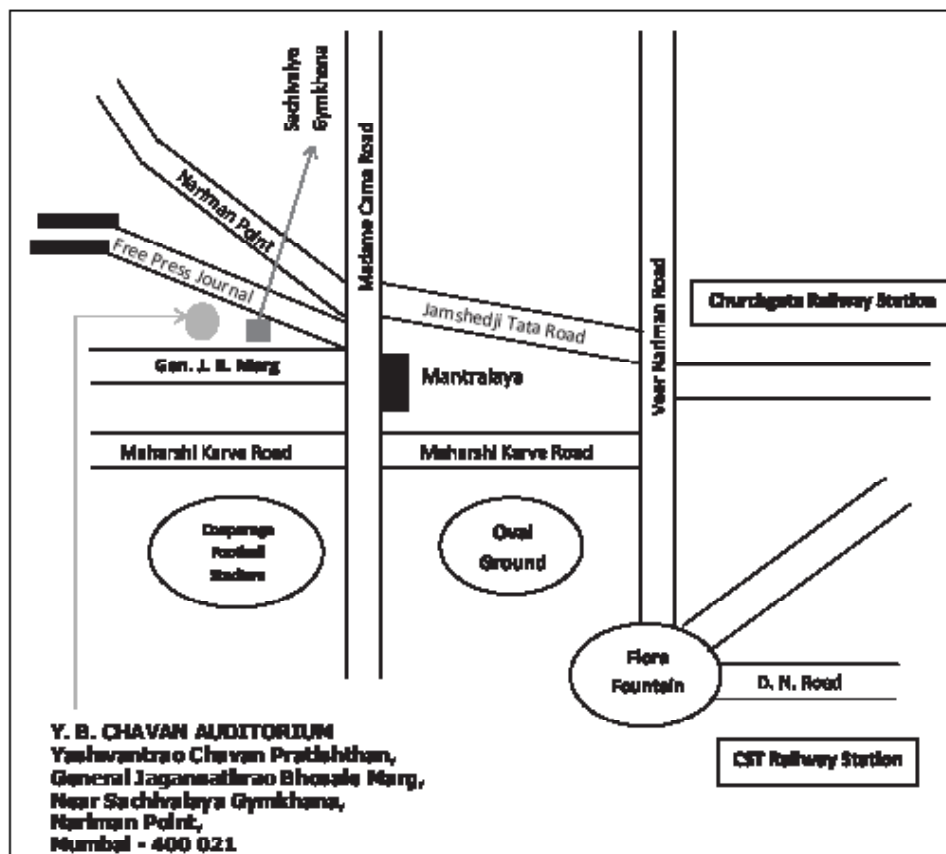 Sachivalya
Gymkhana
Madame Cama Road
Nariman Point
Free Press Journal
Jamshedji Tata Road
Veer Nariman Road
Churchgate Railway Station
Gen. J. B. Marg
Mantralaya
Maharshi Karve Road
Maharshi Karve Road
Cooperage
Football
Stadium
Oval
Ground
Flora
Fountain
D. N. Road
CST Railway Station
Y. B. CHAVAN AUDITORIUM
Yashvantrao Chavan Pratishthan,
General Jagannathrao Bhosale Marg,
Near Sachivalaya Gymkhana,
Nariman Point,
Mumbai - 400 021